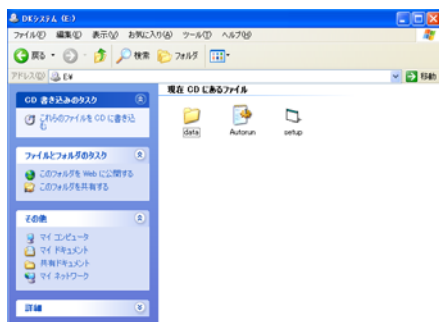 DKシステム (E:)
ファイル(F) 編集(E) 表示(V) お気に入り(A) ツール(T) ヘルプ(H)
戻る 検索 フォルダ
アドレス(D) E:¥ 移動
CD 書き込みのタスク
これらのファイルを CD に書き込む
ファイルとフォルダのタスク
このフォルダを Web に公開する
このフォルダを共有する
その他
マイ コンピュータ
マイ ドキュメント
共有ドキュメント
マイ ネットワーク
詳細
現在 CD にあるファイル
data Autorun setup